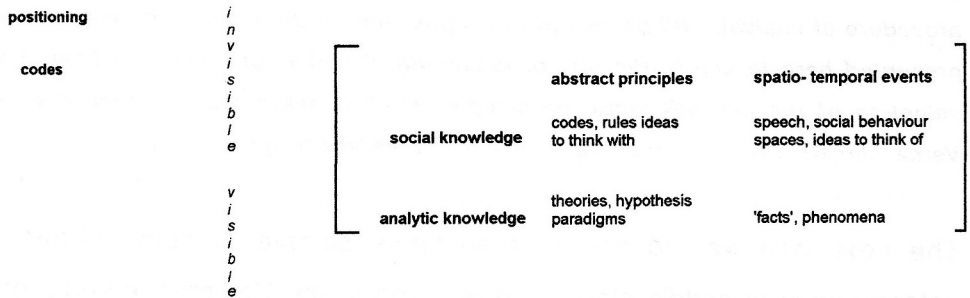 positioning
codes
invisible
visible
abstract principles spatio- temporal events
social knowledge codes, rules ideas speech, social behaviour
to think with spaces, ideas to think of
analytic knowledge theories, hypothesis 'facts', phenomena
paradigms